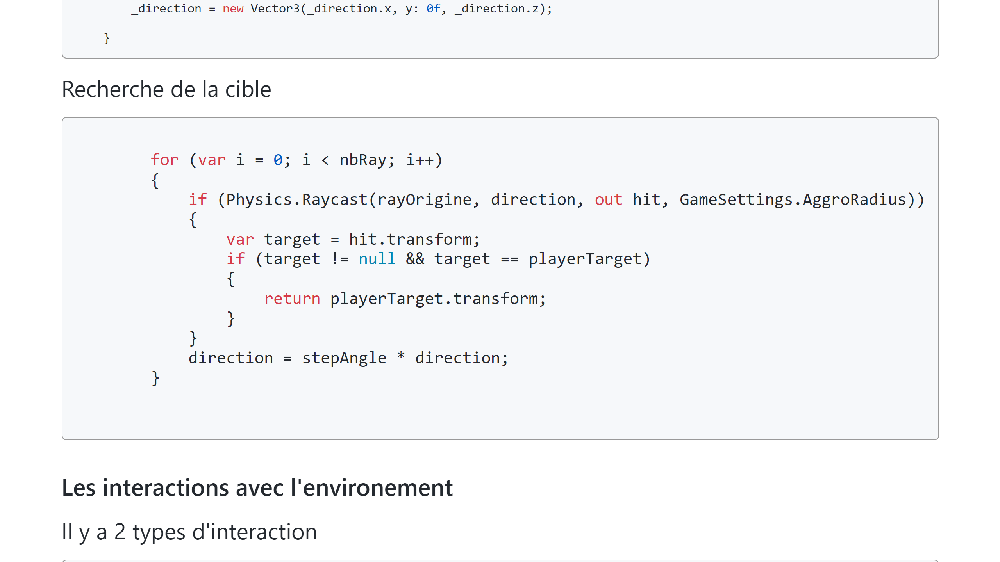 _direction = new Vector3(_direction.x, y: 0f, _direction.z);
}
Recherche de la cible
for (var i = 0; i < nbRay; i++)
{
if (Physics.Raycast(rayOrigine, direction, out hit, GameSettings.AggroRadius))
{
var target = hit.transform;
if (target != null && target == playerTarget)
{
return playerTarget.transform;
}
}
direction = stepAngle * direction;
}
Les interactions avec l'environement
Il y a 2 types d'interaction